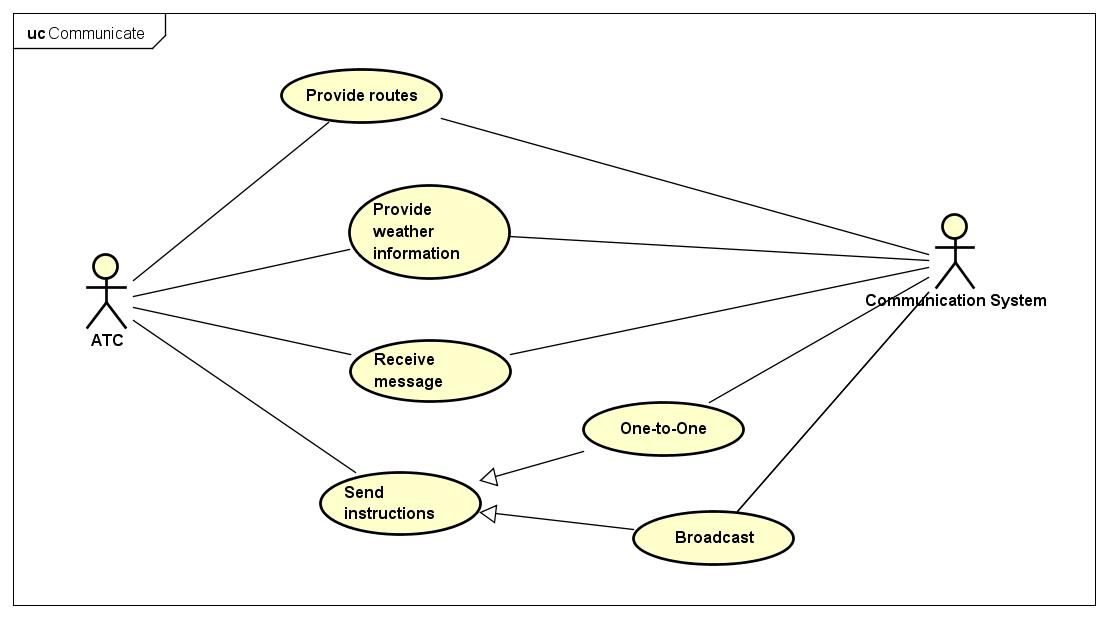 uc Communicate
Provide routes
Provide
weather
information
Communication System
ATC
Receive
message
One-to-One
Send
instructions
Broadcast